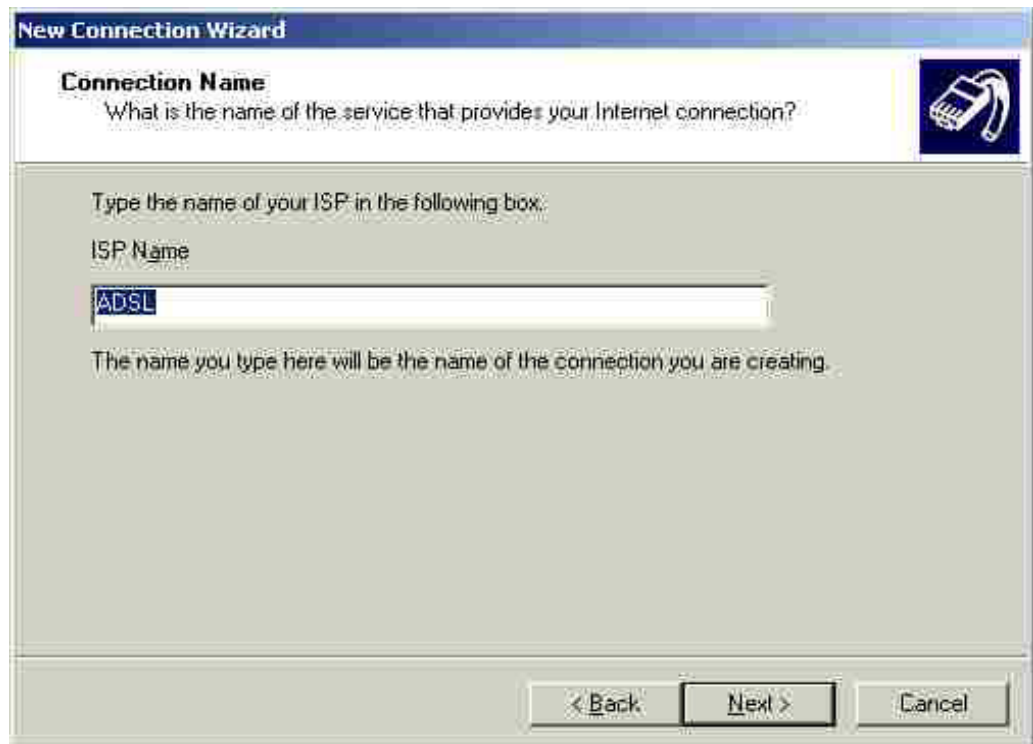 New Connection Wizard
Connection Name
What is the name of the service that provides your Internet connection?
Type the name of your ISP in the following box.
ISP Name
ADSL
The name you type here will be the name of the connection you are creating.
< Back
Next >
Cancel